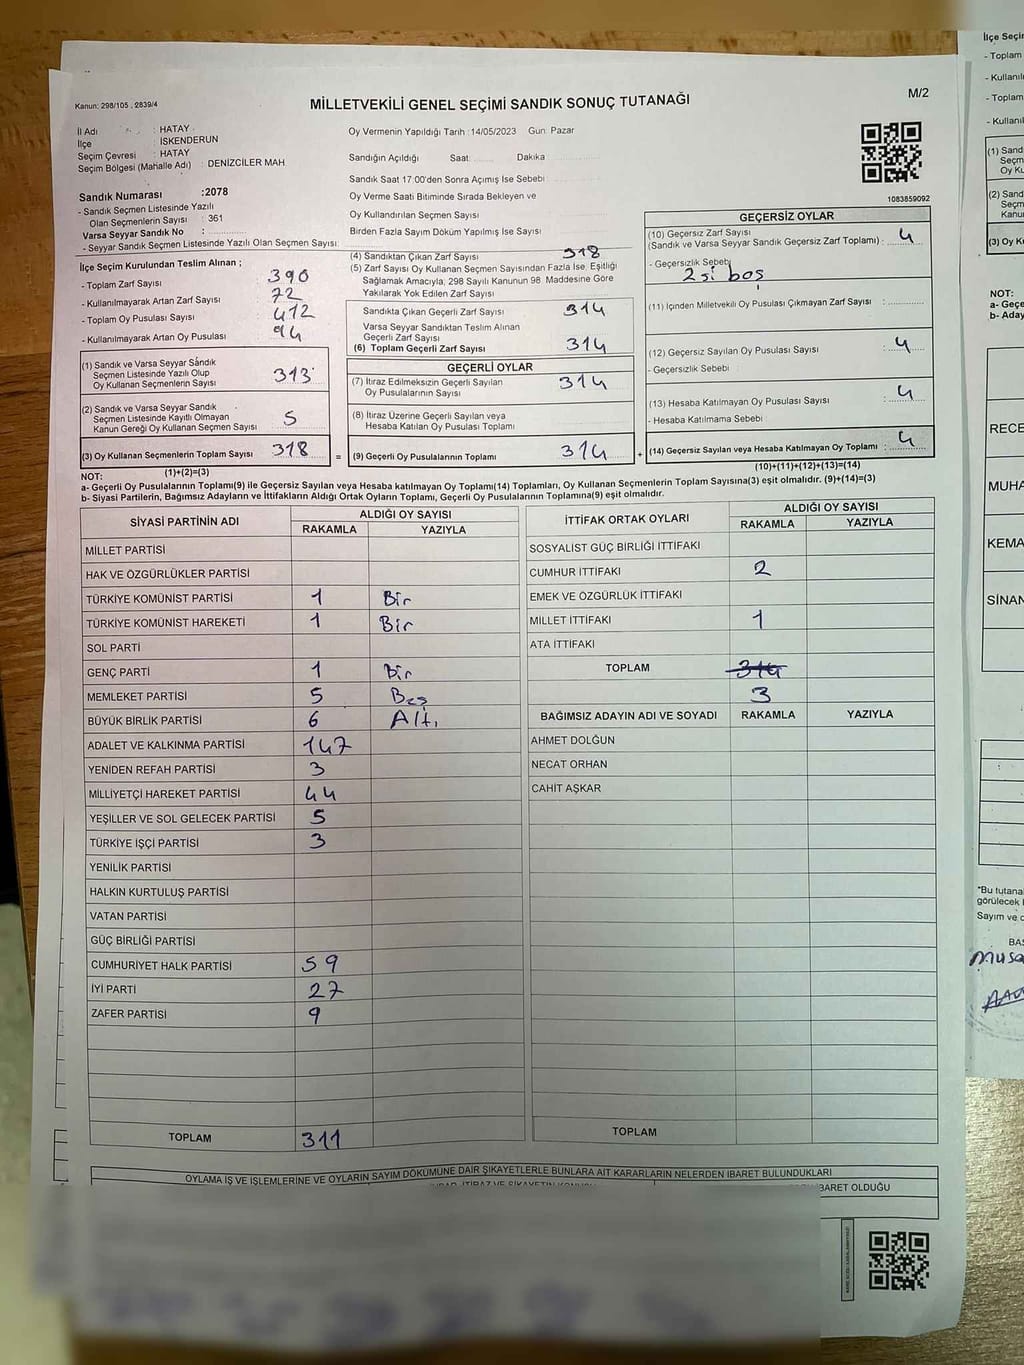 Kanun: 298/105 , 2839/4
MİLLETVEKİLİ GENEL SEÇİMİ SANDIK SONUÇ TUTANAĞI
M/2
İl Adı : HATAY
İlçe : İSKENDERUN
Seçim Çevresi : HATAY
Seçim Bölgesi (Mahalle Adı) : DENİZCİLER MAH
Sandık Numarası :2078
- Sandık Seçmen Listesinde Yazılı
Olan Seçmenlerin Sayısı : 361
Varsa Seyyar Sandık No :
- Seyyar Sandık Seçmen Listesinde Yazılı Olan Seçmen Sayısı:
Oy Vermenin Yapıldığı Tarih : 14/05/2023 Gün: Pazar
Sandığın Açıldığı Saat: Dakika
Sandık Saat 17:00'den Sonra Açımış İse Sebebi
Oy Verme Saati Bitiminde Sırada Bekleyen ve
Oy Kullandırılan Seçmen Sayısı
Birden Fazla Sayım Döküm Yapılmış İse Sayısı
1083859092
İlçe Seçim Kurulundan Teslim Alınan ;
- Toplam Zarf Sayısı : 390
- Kullanılmayarak Artan Zarf Sayısı : 72
- Toplam Oy Pusulası Sayısı : 412
- Kullanılmayarak Artan Oy Pusulası : 94
(1) Sandık ve Varsa Seyyar Sandık
Seçmen Listesinde Yazılı Olup
Oy Kullanan Seçmenlerin Sayısı : 313
(2) Sandık ve Varsa Seyyar Sandık
Seçmen Listesinde Kayıtlı Olmayan
Kanun Gereği Oy Kullanan Seçmen Sayısı : 5
(3) Oy Kullanan Seçmenlerin Toplam Sayısı : 318
(1)+(2)=(3)
(4) Sandıktan Çıkan Zarf Sayısı : 318
(5) Zarf Sayısı Oy Kullanan Seçmen Sayısından Fazla İse, Eşitliği
Sağlamak Amacıyla, 298 Sayılı Kanunun 98. Maddesine Göre
Yakılarak Yok Edilen Zarf Sayısı
Sandıkta Çıkan Geçerli Zarf Sayısı : 314
Varsa Seyyar Sandıktan Teslim Alınan
Geçerli Zarf Sayısı
(6) Toplam Geçerli Zarf Sayısı : 314
GEÇERLİ OYLAR
(7) İtiraz Edilmeksizin Geçerli Sayılan
Oy Pusulalarının Sayısı : 314
(8) İtiraz Üzerine Geçerli Sayılan veya
Hesaba Katılan Oy Pusulası Toplamı
= (9) Geçerli Oy Pusulalarının Toplamı : 314
GEÇERSİZ OYLAR
(10) Geçersiz Zarf Sayısı
(Sandık ve Varsa Seyyar Sandık Geçersiz Zarf Toplamı) : 4
- Geçersizlik Sebebi
2 si boş
(11) İçinden Milletvekili Oy Pusulası Çıkmayan Zarf Sayısı :
(12) Geçersiz Sayılan Oy Pusulası Sayısı : 4
- Geçersizlik Sebebi :
(13) Hesaba Katılmayan Oy Pusulası Sayısı : 4
- Hesaba Katılmama Sebebi :
+ (14) Geçersiz Sayılan veya Hesaba Katılmayan Oy Toplamı : 4
(10)+(11)+(12)+(13)=(14)
NOT:
a- Geçerli Oy Pusulalarının Toplamı(9) ile Geçersiz Sayılan veya Hesaba katılmayan Oy Toplamı(14) Toplamları, Oy Kullanan Seçmenlerin Toplam Sayısına(3) eşit olmalıdır. (9)+(14)=(3)
b- Siyasi Partilerin, Bağımsız Adayların ve İttifakların Aldığı Ortak Oyların Toplamı, Geçerli Oy Pusulalarının Toplamına(9) eşit olmalıdır.
SİYASİ PARTİNİN ADI ALDIĞI OY SAYISI
RAKAMLA YAZIYLA
MİLLET PARTİSİ
HAK VE ÖZGÜRLÜKLER PARTİSİ
TÜRKİYE KOMÜNİST PARTİSİ 1 Bir
TÜRKİYE KOMÜNİST HAREKETİ 1 Bir
SOL PARTİ
GENÇ PARTİ 1 Bir
MEMLEKET PARTİSİ 5 Beş
BÜYÜK BİRLİK PARTİSİ 6 Altı
ADALET VE KALKINMA PARTİSİ 147
YENİDEN REFAH PARTİSİ 3
MİLLİYETÇİ HAREKET PARTİSİ 44
YEŞİLLER VE SOL GELECEK PARTİSİ 5
TÜRKİYE İŞÇİ PARTİSİ 3
YENİLİK PARTİSİ
HALKIN KURTULUŞ PARTİSİ
VATAN PARTİSİ
GÜÇ BİRLİĞİ PARTİSİ
CUMHURİYET HALK PARTİSİ 59
İYİ PARTİ 27
ZAFER PARTİSİ 9
TOPLAM 311
İTTİFAK ORTAK OYLARI ALDIĞI OY SAYISI
RAKAMLA YAZIYLA
SOSYALİST GÜÇ BİRLİĞİ İTTİFAKI
CUMHUR İTTİFAKI 2
EMEK VE ÖZGÜRLÜK İTTİFAKI
MİLLET İTTİFAKI 1
ATA İTTİFAKI
TOPLAM 314
3
BAĞIMSIZ ADAYIN ADI VE SOYADI RAKAMLA YAZIYLA
AHMET DOLĞUN
NECAT ORHAN
CAHİT AŞKAR
TOPLAM
OYLAMA İŞ VE İŞLEMLERİNE VE OYLARIN SAYIM DÖKÜMÜNE DAİR ŞİKAYETLERLE BUNLARA AİT KARARLARIN NELERDEN İBARET BULUNDUKLARI
İBARET OLDUĞU
İlçe Seçim
- Toplam
- Kullanıl
- Toplam
- Kullanıl
(1) Sand
Seçm
Oy Ku
(2) Sand
Seçm
Kanu
(3) Oy K
NOT:
a- Geçe
b- Aday
RECE
MUHA
KEMA
SİNAN
*Bu tutana
görülecek
Sayım ve d
BAŞ
Musa